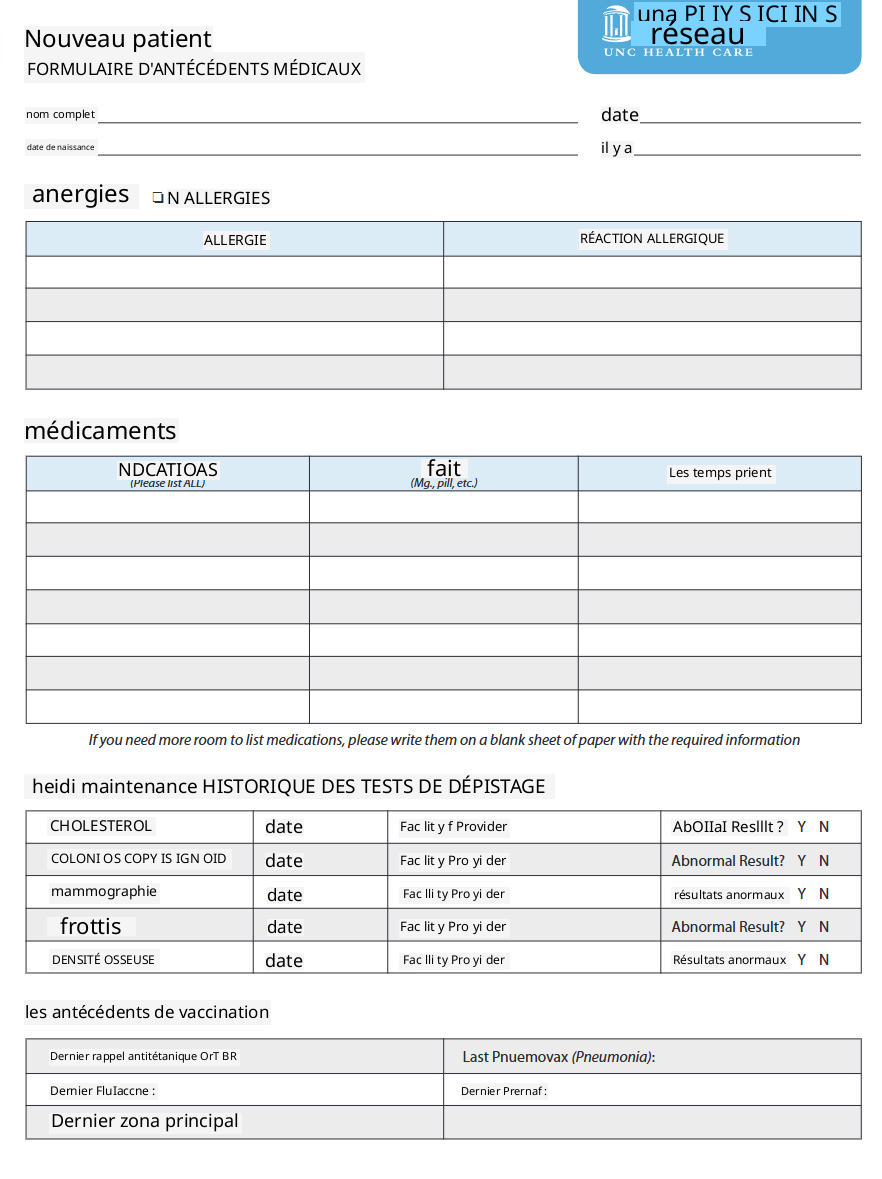 una PI IY S ICI IN S
réseau
UNC HEALTH CARE
Nouveau patient
FORMULAIRE D'ANTÉCÉDENTS MÉDICAUX
nom complet date
date de naissance il y a
anergies ❏ N ALLERGIES
ALLERGIE RÉACTION ALLERGIQUE
médicaments
NDCATIOAS fait Les temps prient
(Please list ALL) (Mg., pill, etc.)
If you need more room to list medications, please write them on a blank sheet of paper with the required information
heidi maintenance HISTORIQUE DES TESTS DE DÉPISTAGE
CHOLESTEROL date Fac lit y f Provider AbOIIaI Reslllt ? Y N
COLONI OS COPY IS IGN OID date Fac lit y Pro yi der Abnormal Result? Y N
mammographie date Fac lli ty Pro yi der résultats anormaux Y N
frottis date Fac lit y Pro yi der Abnormal Result? Y N
DENSITÉ OSSEUSE date Fac lli ty Pro yi der Résultats anormaux Y N
les antécédents de vaccination
Dernier rappel antitétanique OrT BR Last Pnuemovax (Pneumonia):
Dernier FluIaccne : Dernier Prernaf :
Dernier zona principal